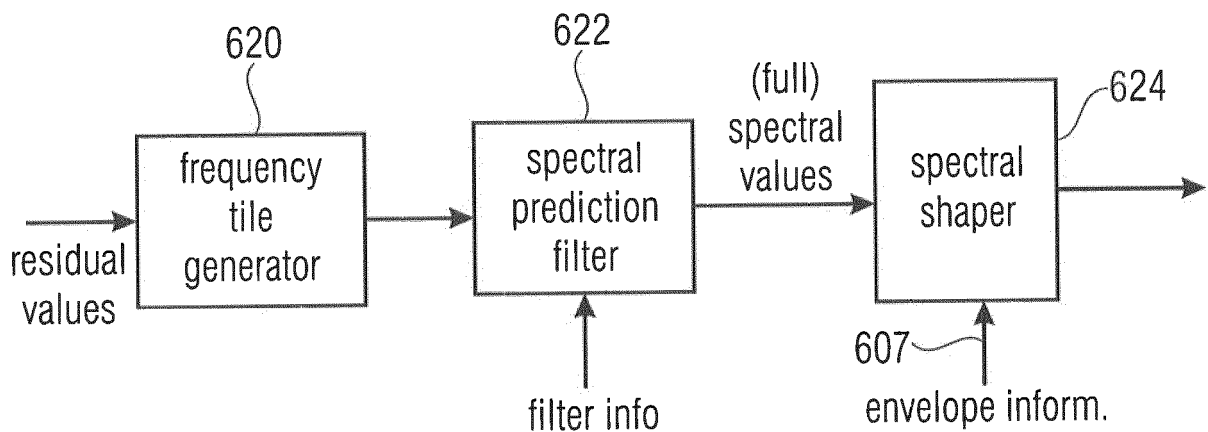 620
622
624
residual
values
frequency
tile
generator
spectral
prediction
filter
(full)
spectral
values
spectral
shaper
filter info
607
envelope inform.